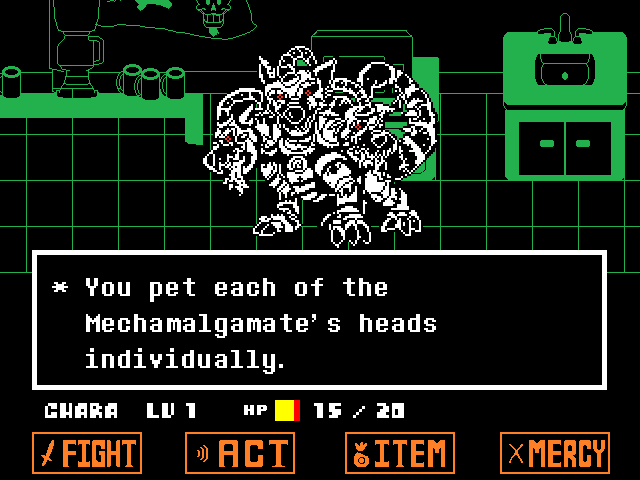 * You pet each of the
Mechamalgamate's heads
individually.
CHARA LV 1 HP 15 / 20
FIGHT ACT ITEM MERCY